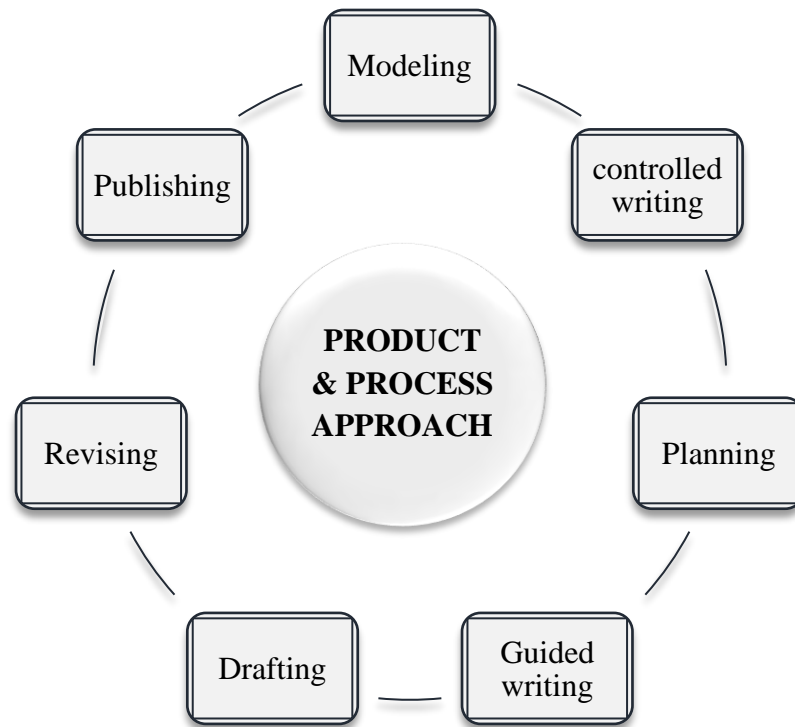 Modeling
controlled
writing
Planning
Guided
writing
Drafting
Revising
Publishing
PRODUCT
& PROCESS
APPROACH